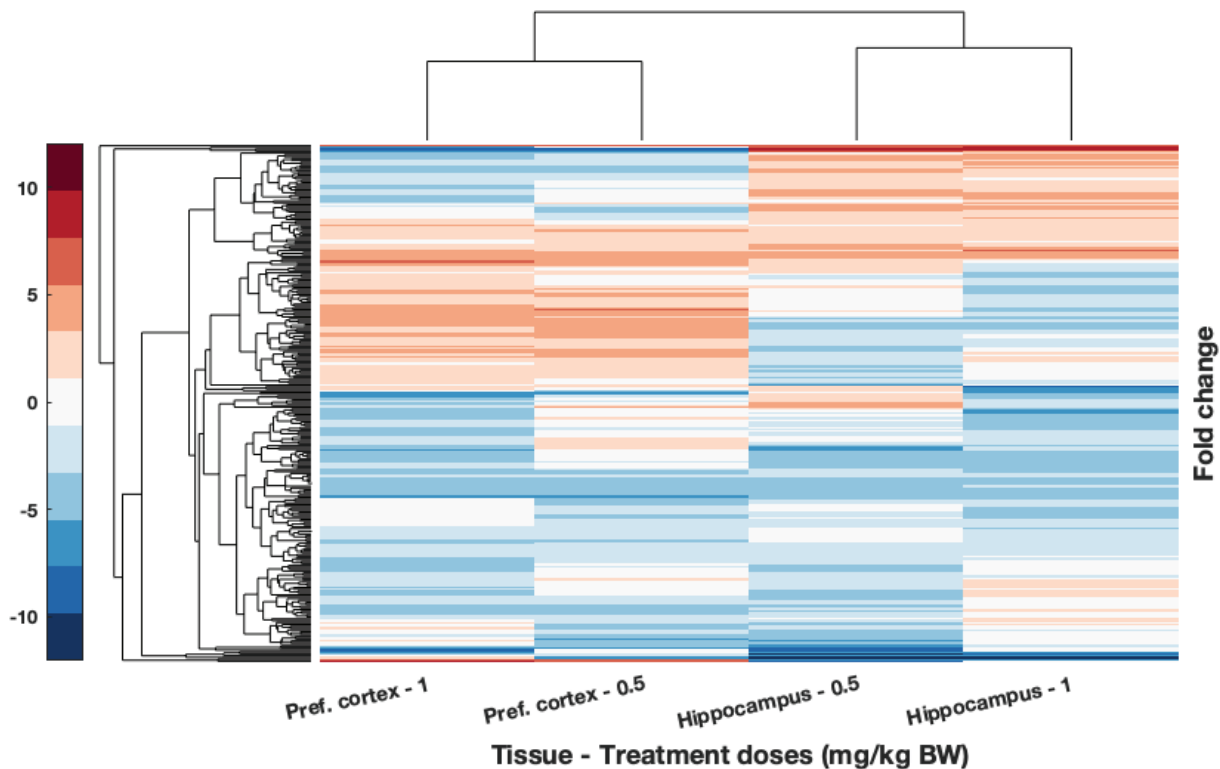 10
5
0
-5
-10
Fold change
Pref. cortex - 1
Pref. cortex - 0.5
Hippocampus - 0.5
Hippocampus - 1
Tissue - Treatment doses (mg/kg BW)